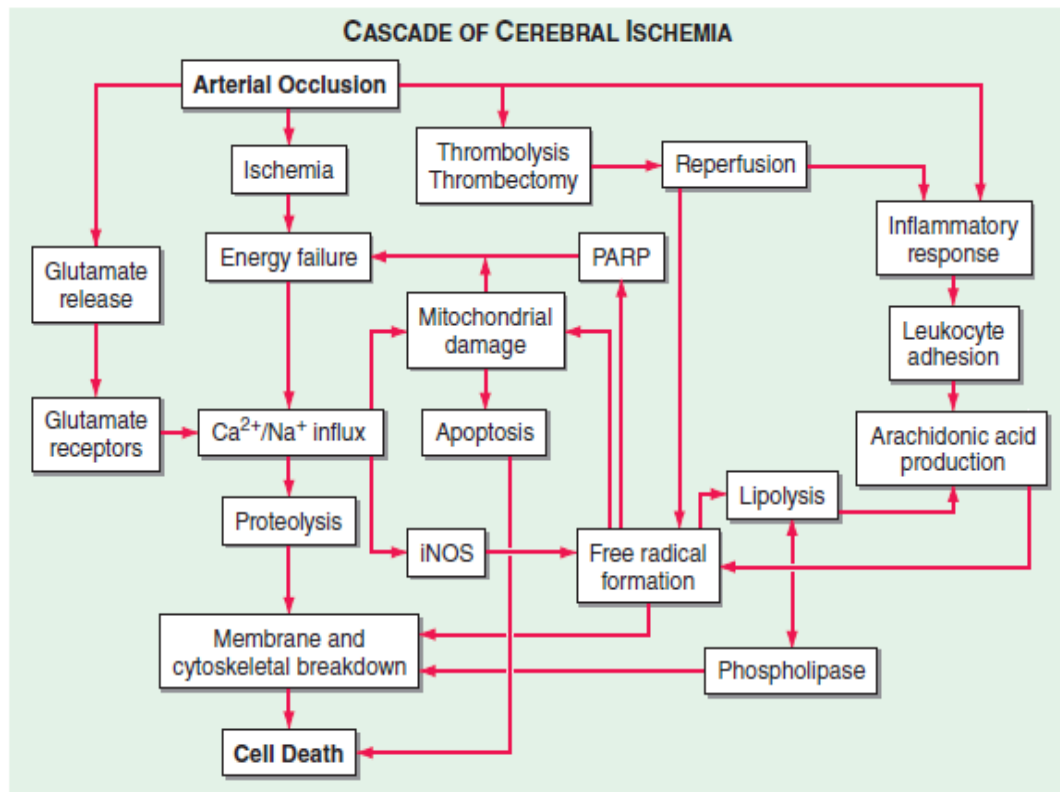 CASCADE OF CEREBRAL ISCHEMIA
Arterial Occlusion
Ischemia
Thrombolysis
Thrombectomy
Reperfusion
Inflammatory
response
Glutamate
release
Energy failure
PARP
Mitochondrial
damage
Leukocyte
adhesion
Glutamate
receptors
Ca²⁺/Na⁺ influx
Apoptosis
Arachidonic acid
production
Proteolysis
Lipolysis
iNOS
Free radical
formation
Membrane and
cytoskeletal breakdown
Phospholipase
Cell Death